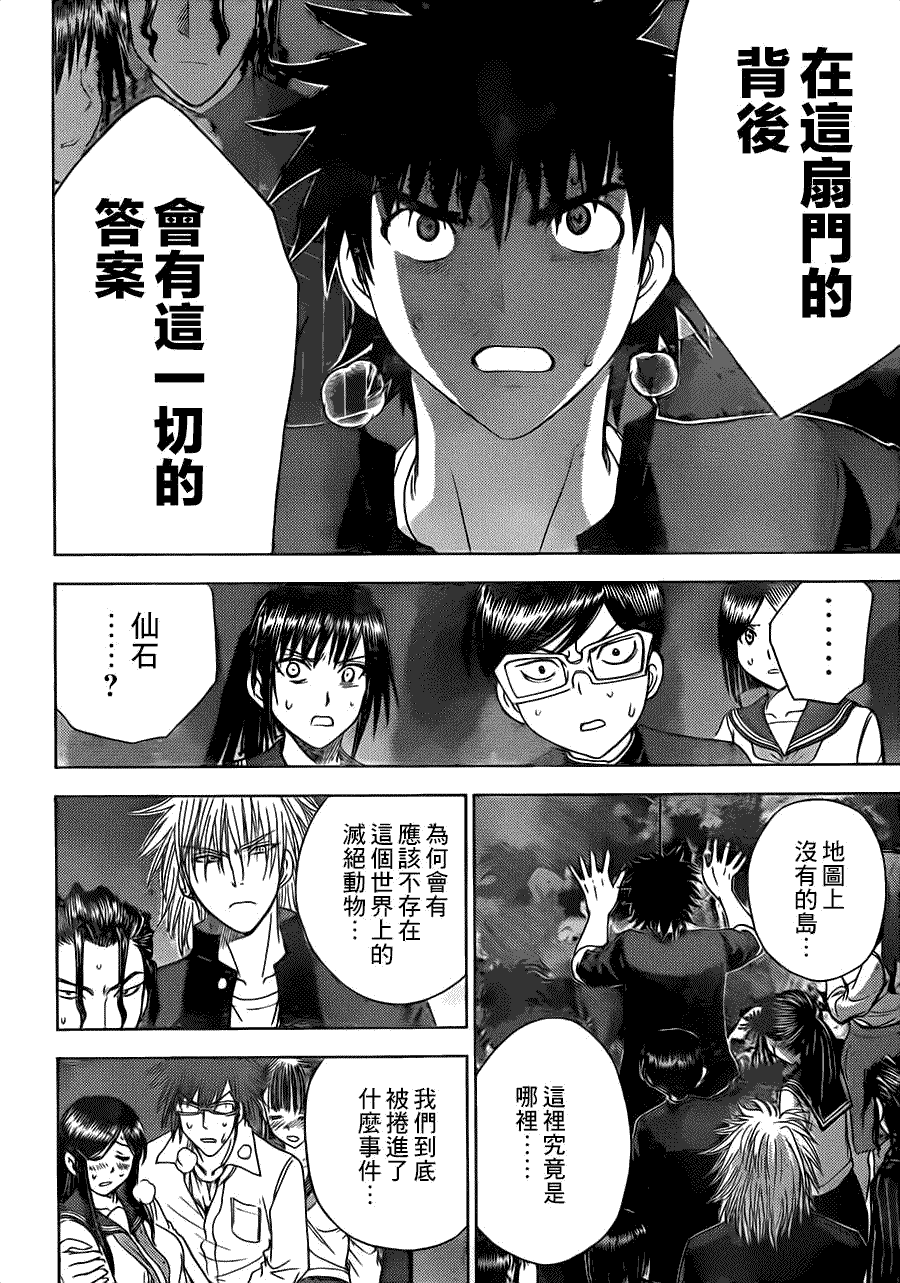 在這扇門的
背後
會有這一切的
答案
……
仙石
……?
地圖上
沒有的島…
這裡究竟是
哪裡……
為何會有
應該不存在
這個世界上的
滅絕動物…
我們到底
被捲進了
什麼事件…